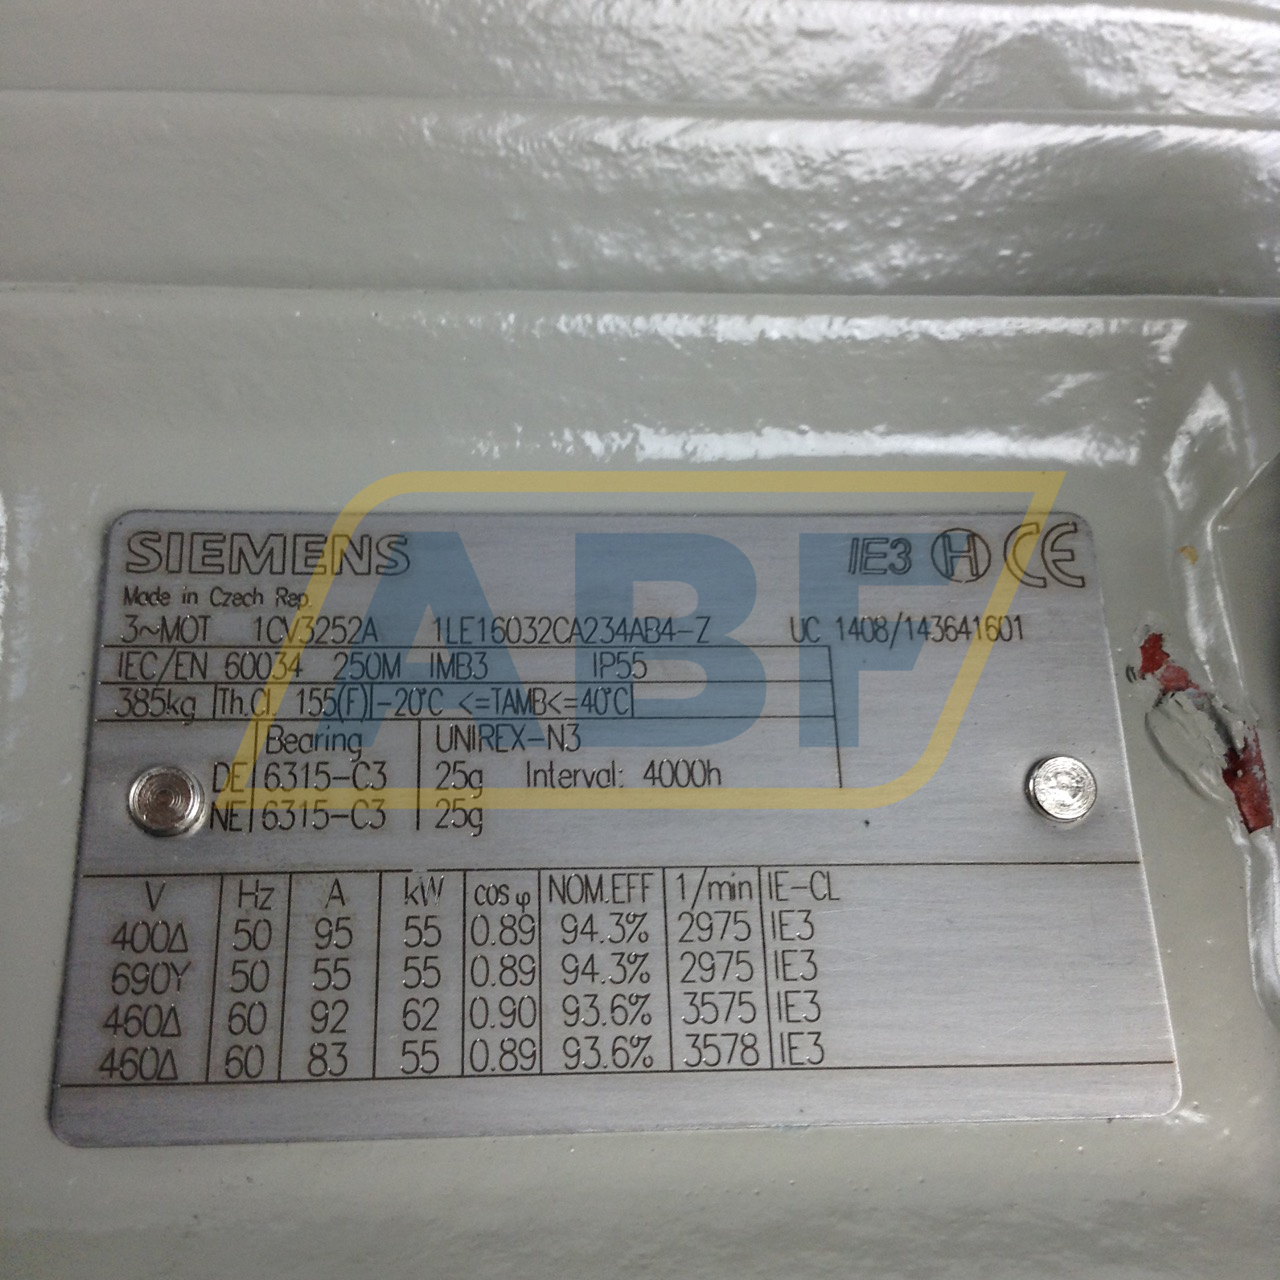 SIEMENS IE3 H CE
Made in Czech Rep.
3~MOT 1CV3252A 1LE16032CA234AB4-Z UC 1408/143641601
IEC/EN 60034 250M IMB3 IP55
385kg Th.Cl. 155(F) -20°C <=TAMB<=40°C
Bearing UNIREX-N3
DE 6315-C3 25g Interval: 4000h
NE 6315-C3 25g
V Hz A kW cos φ NOM.EFF 1/min IE-CL
400Δ 50 95 55 0.89 94.3% 2975 IE3
690Y 50 55 55 0.89 94.3% 2975 IE3
460Δ 60 92 62 0.90 93.6% 3575 IE3
460Δ 60 83 55 0.89 93.6% 3578 IE3
ABF